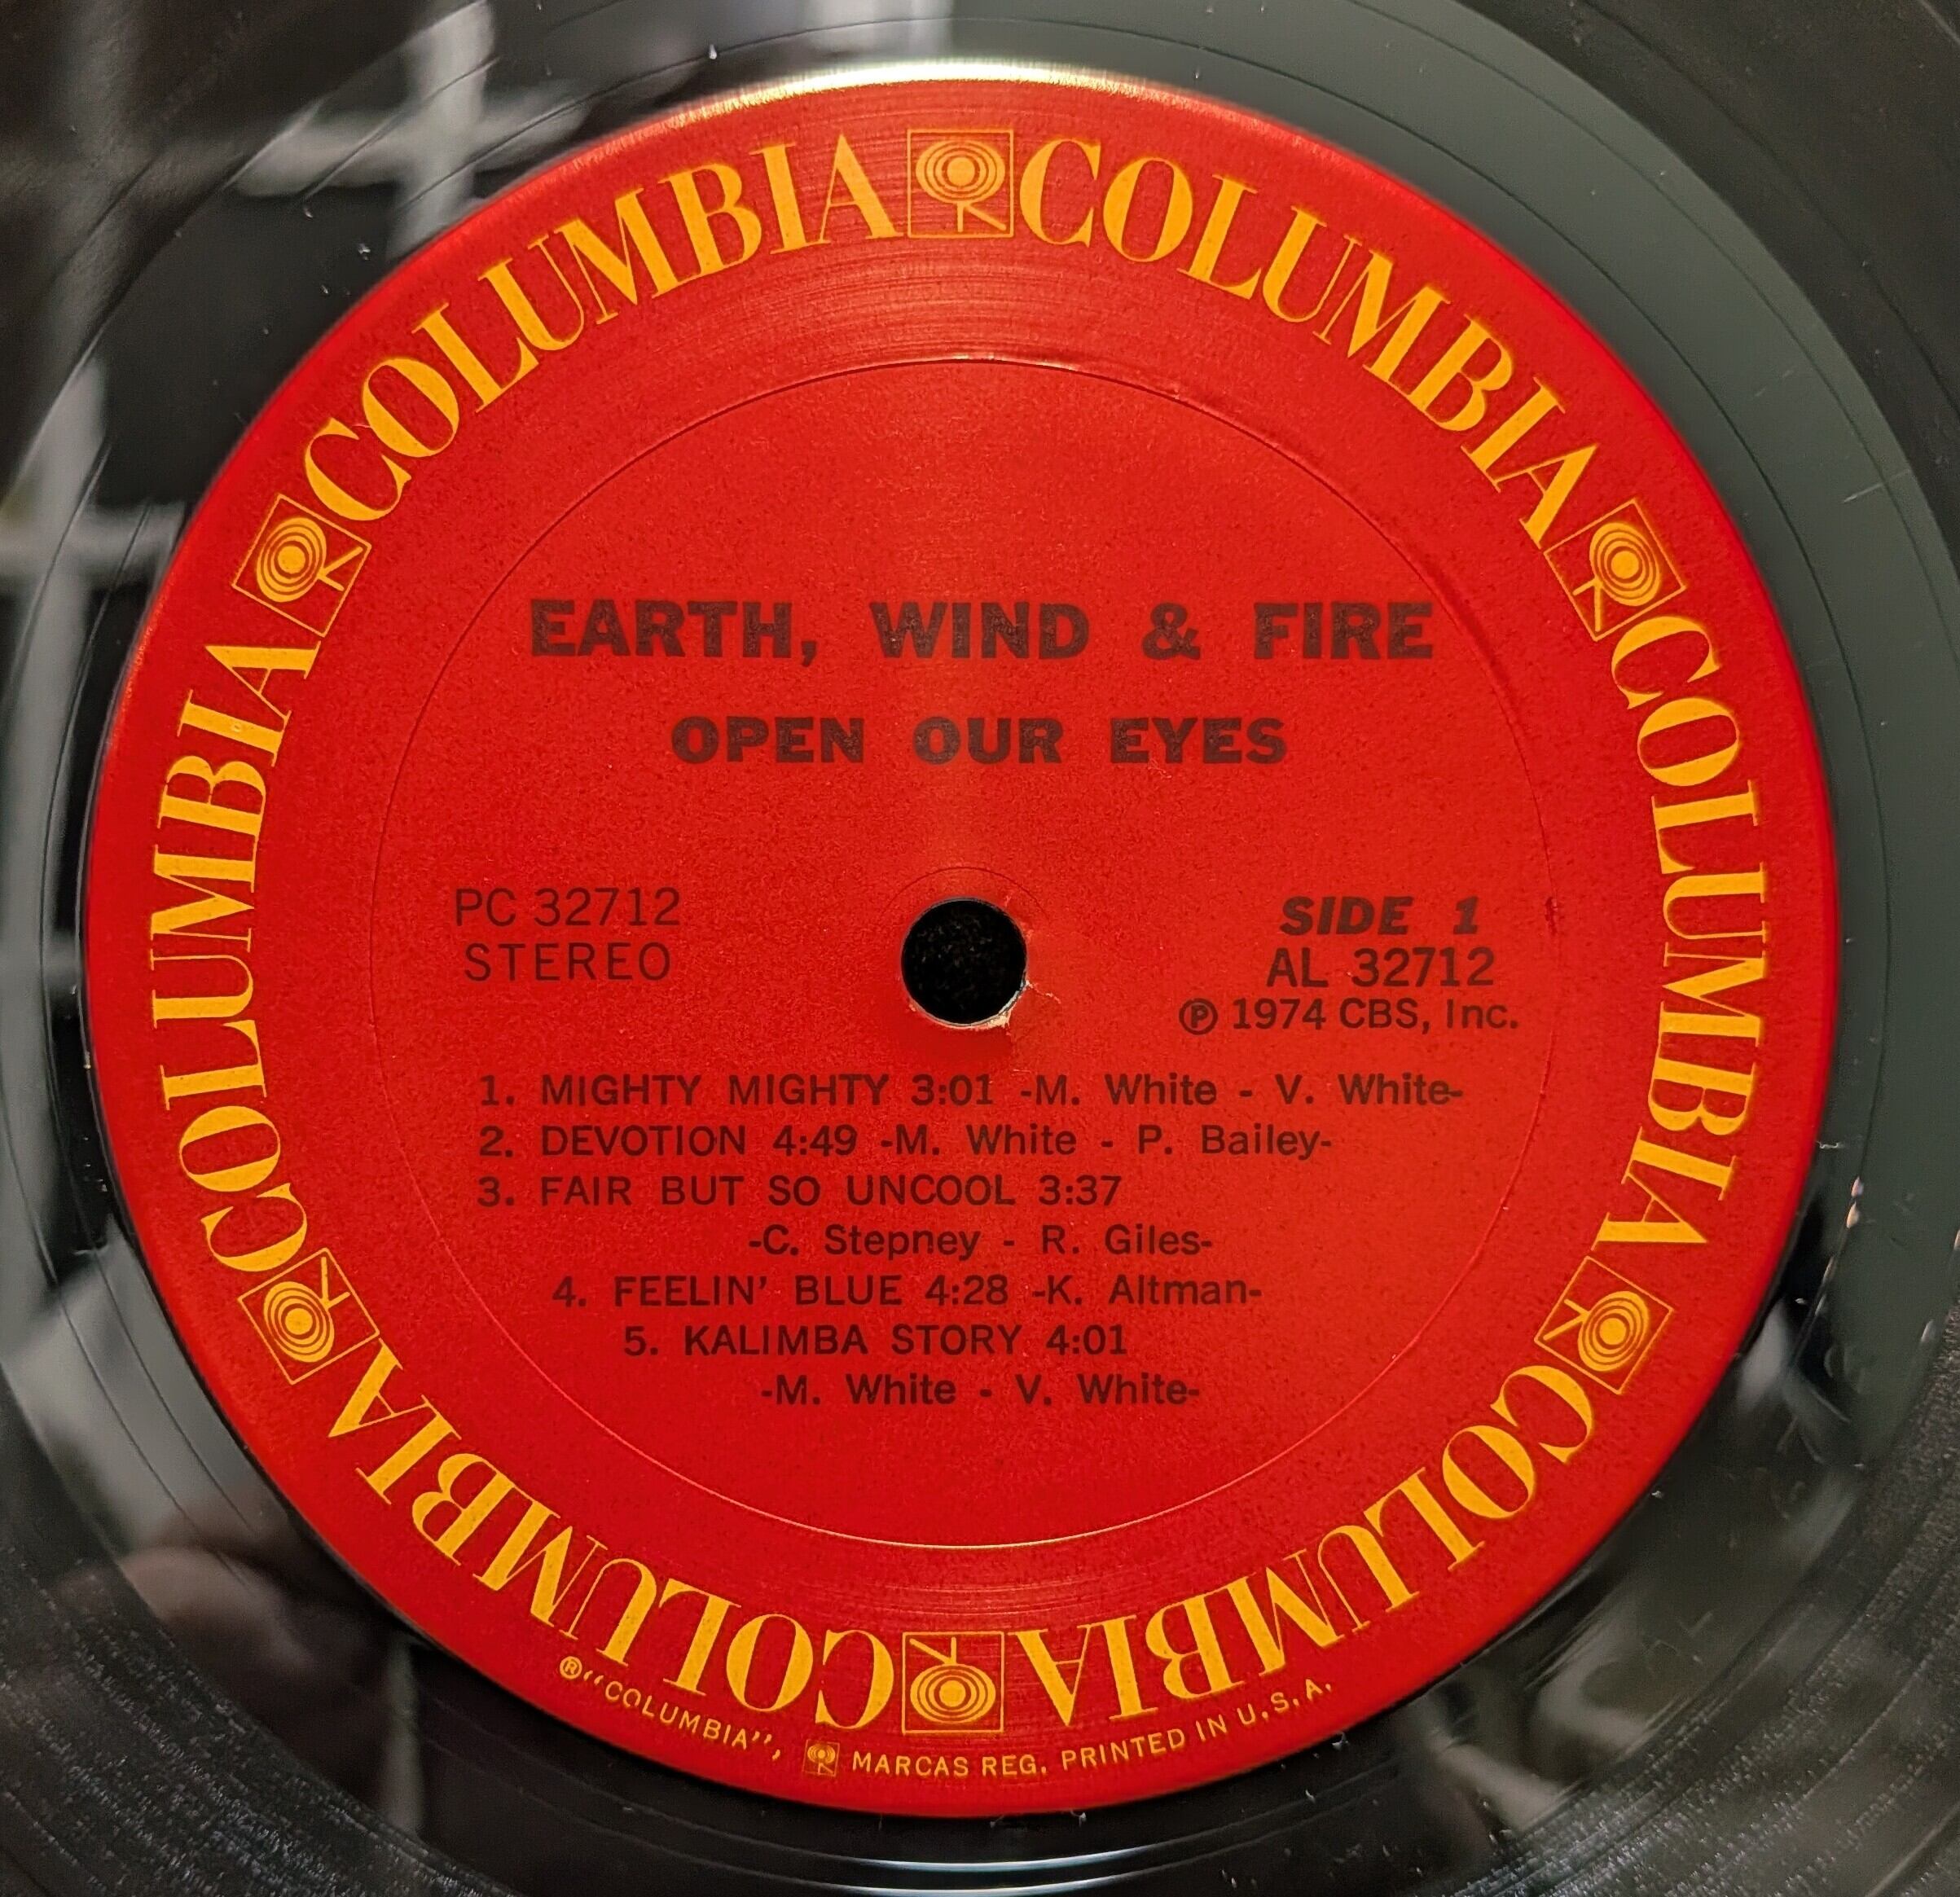 COLUMBIA COLUMBIA COLUMBIA COLUMBIA COLUMBIA COLUMBIA
EARTH, WIND & FIRE
OPEN OUR EYES
PC 32712
STEREO
SIDE 1
AL 32712
Ⓟ 1974 CBS, Inc.
1. MIGHTY MIGHTY 3:01 -M. White - V. White-
2. DEVOTION 4:49 -M. White - P. Bailey-
3. FAIR BUT SO UNCOOL 3:37
-C. Stepney - R. Giles-
4. FEELIN' BLUE 4:28 -K. Altman-
5. KALIMBA STORY 4:01
-M. White - V. White-
®"COLUMBIA", MARCAS REG. PRINTED IN U.S.A.